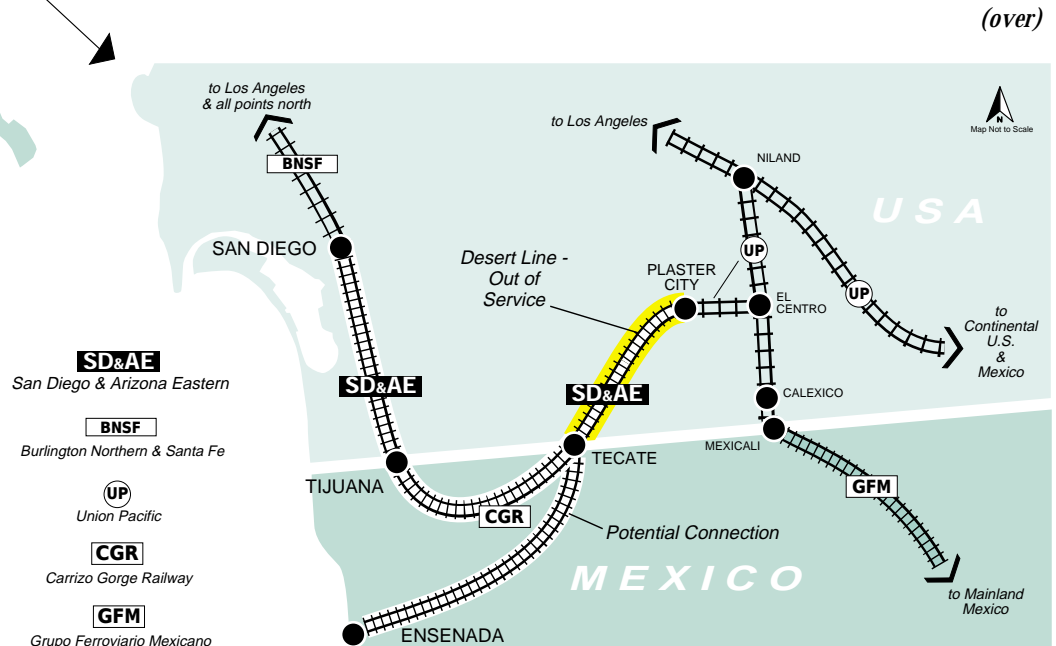 (over)
to Los Angeles
& all points north
to Los Angeles
N
Map Not to Scale
BNSF
NILAND
USA
SAN DIEGO
Desert Line -
Out of
Service
PLASTER
CITY
UP
UP
EL
CENTRO
to
Continental
U.S.
&
Mexico
SD&AE
San Diego & Arizona Eastern
SD&AE
SD&AE
CALEXICO
BNSF
Burlington Northern & Santa Fe
MEXICALI
TECATE
TIJUANA
UP
Union Pacific
GFM
CGR
Potential Connection
CGR
Carrizo Gorge Railway
MEXICO
to Mainland
Mexico
GFM
Grupo Ferroviario Mexicano
ENSENADA